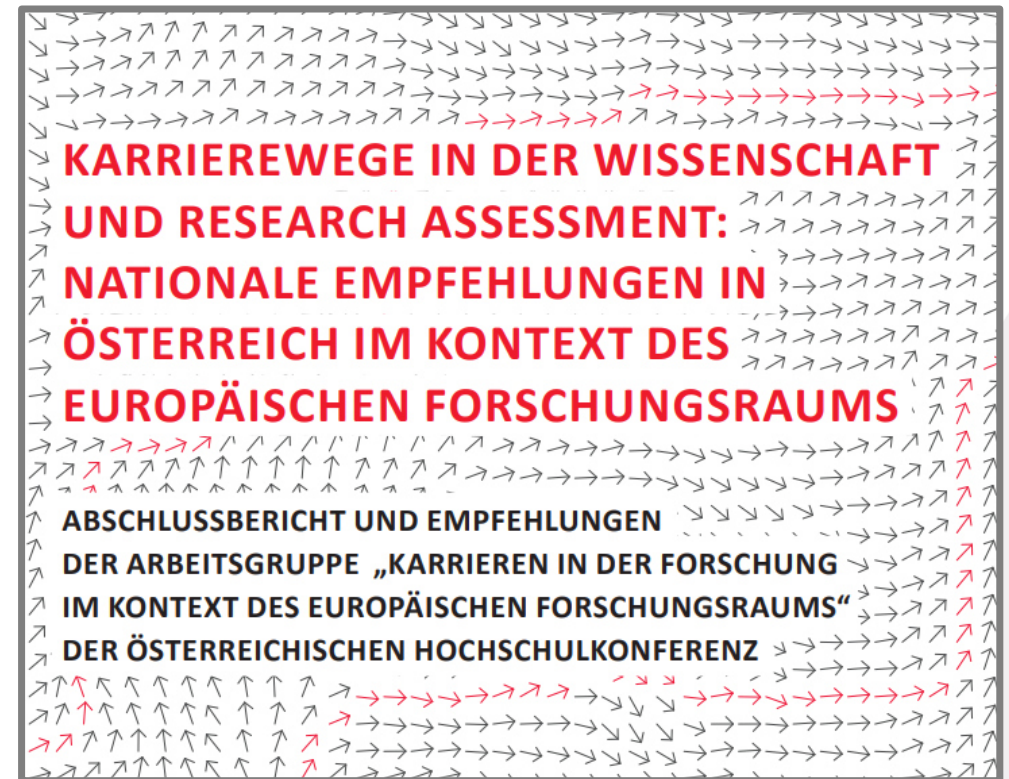 KARRIEREWEGE IN DER WISSENSCHAFT
UND RESEARCH ASSESSMENT:
NATIONALE EMPFEHLUNGEN IN
ÖSTERREICH IM KONTEXT DES
EUROPÄISCHEN FORSCHUNGSRAUMS
ABSCHLUSSBERICHT UND EMPFEHLUNGEN
DER ARBEITSGRUPPE „KARRIEREN IN DER FORSCHUNG
IM KONTEXT DES EUROPÄISCHEN FORSCHUNGSRAUMS“
DER ÖSTERREICHISCHEN HOCHSCHULKONFERENZ